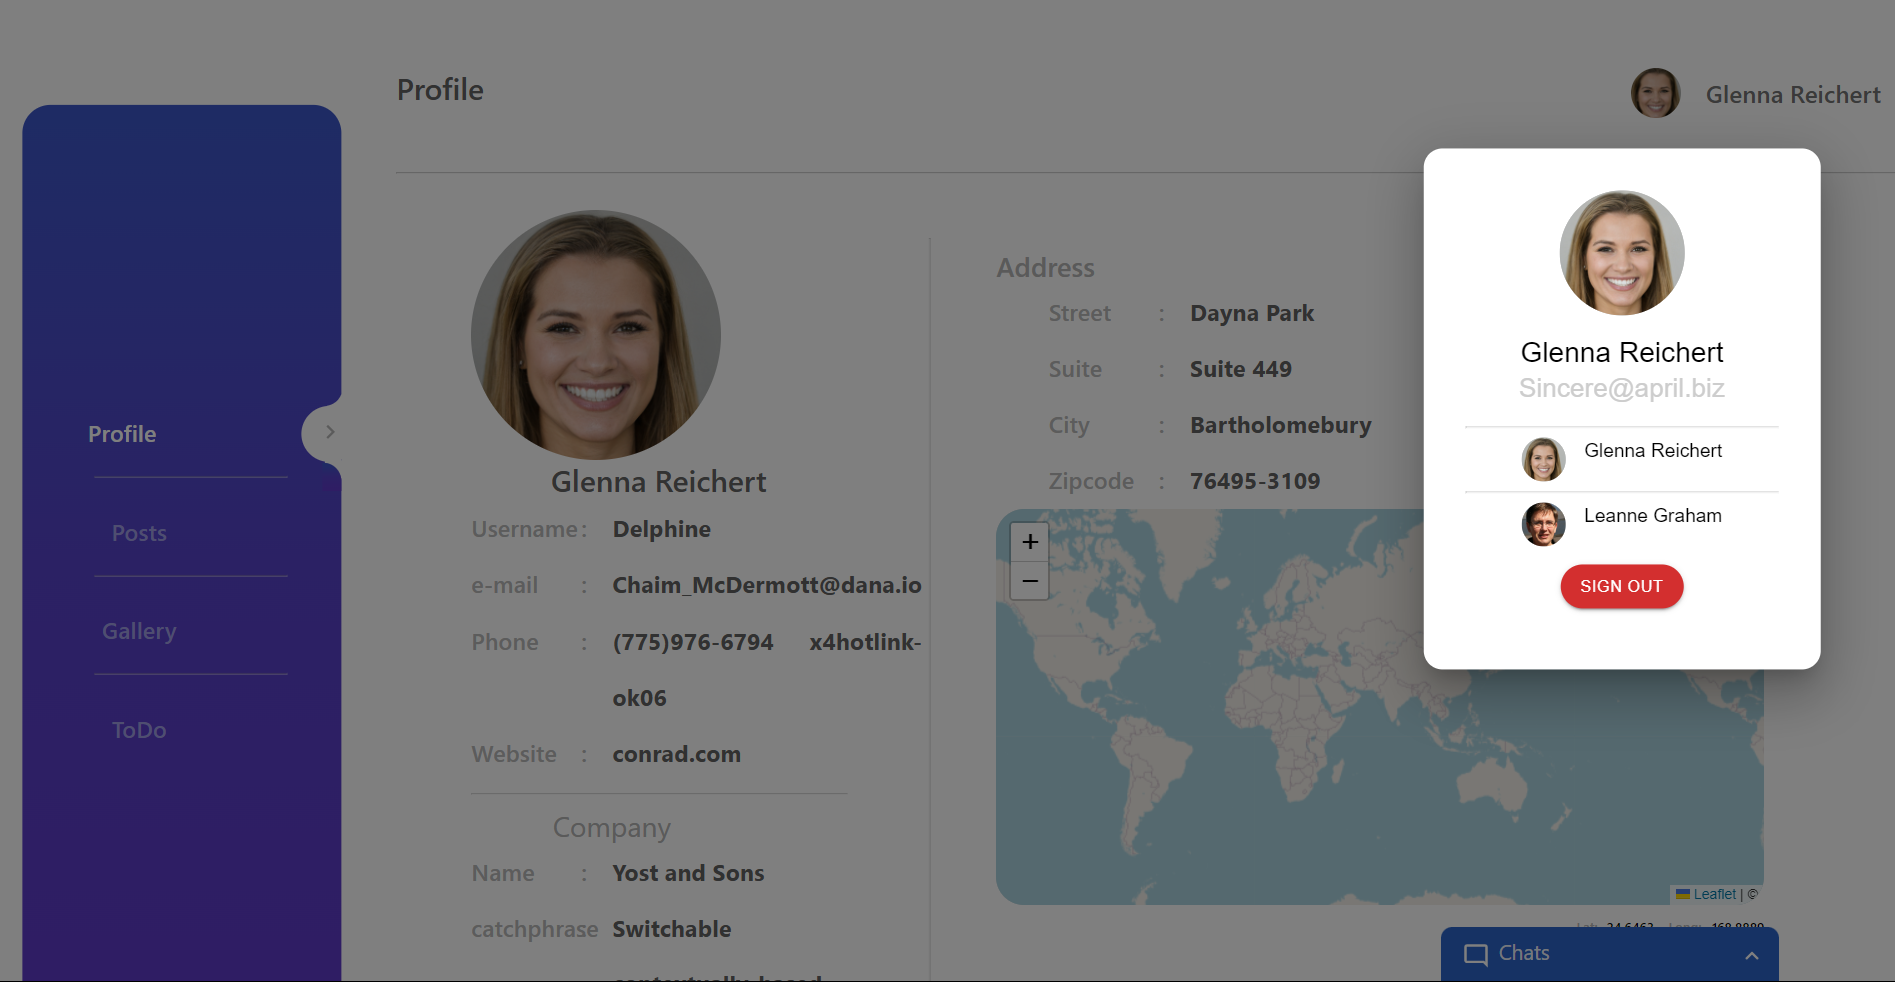 Profile
Glenna Reichert
Profile
Posts
Gallery
ToDo
Glenna Reichert
Username : Delphine
e-mail : Chaim_McDermott@dana.io
Phone : (775)976-6794 x4hotlink-
ok06
Website : conrad.com
Company
Name : Yost and Sons
catchphrase : Switchable
contextually-based
Address
Street : Dayna Park
Suite : Suite 449
City : Bartholomebury
Zipcode : 76495-3109
+
−
Leaflet | ©
Glenna Reichert
Sincere@april.biz
Glenna Reichert
Leanne Graham
SIGN OUT
Chats